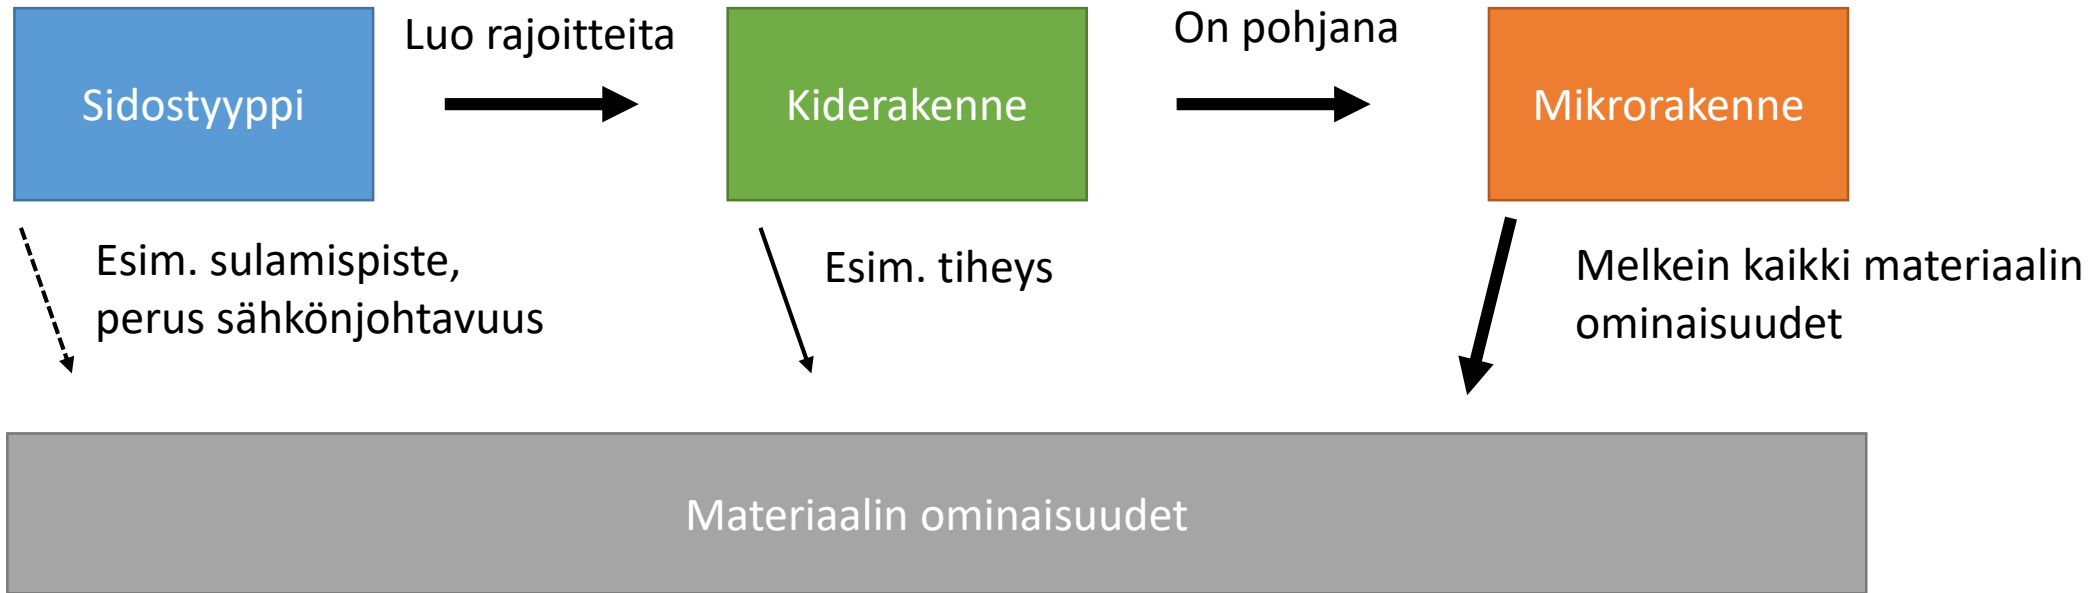 Sidostyyppi
Luo rajoitteita
Kiderakenne
On pohjana
Mikrorakenne
Esim. sulamispiste,
perus sähkönjohtavuus
Esim. tiheys
Melkein kaikki materiaalin
ominaisuudet
Materiaalin ominaisuudet